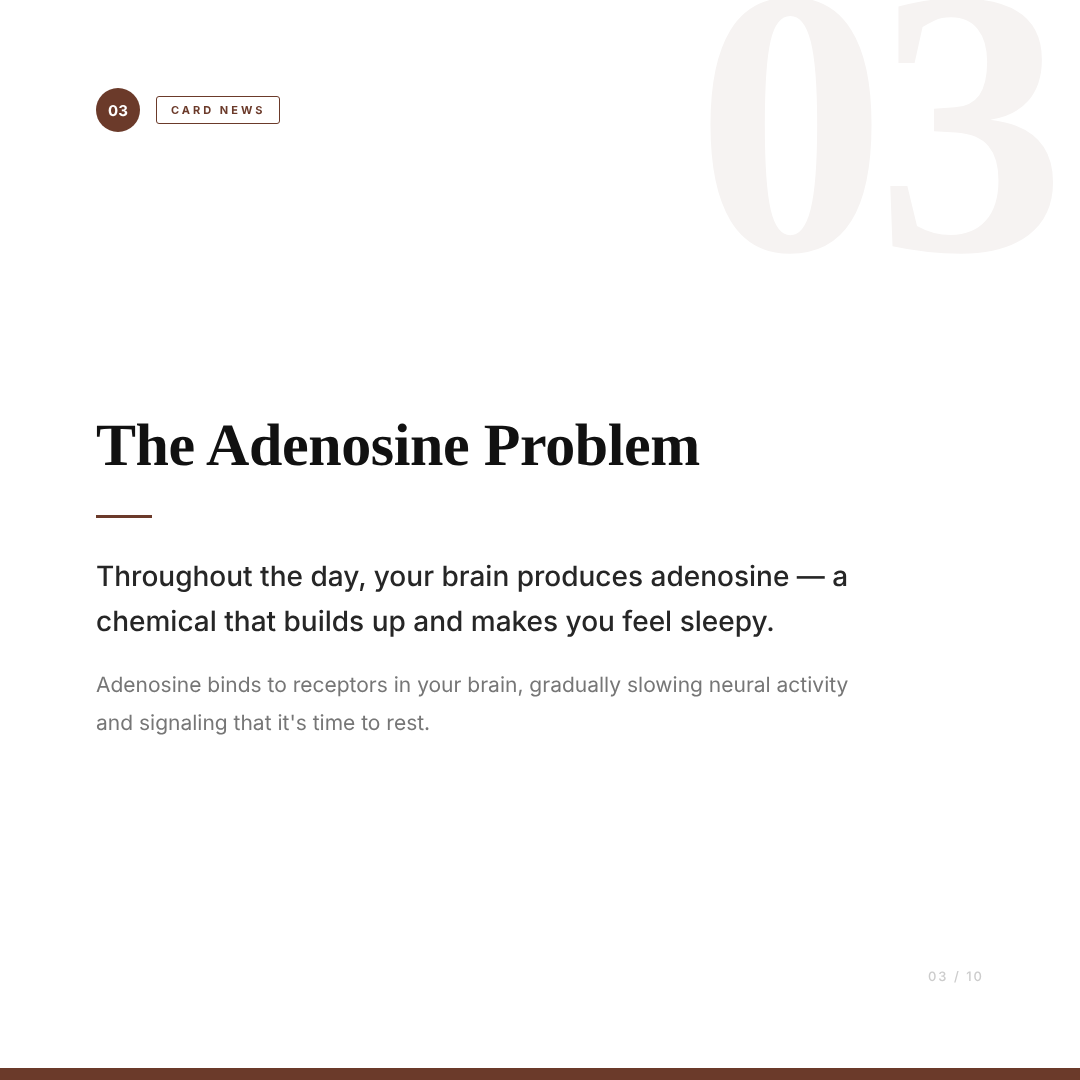 03
03
CARD NEWS
The Adenosine Problem
Throughout the day, your brain produces adenosine — a
chemical that builds up and makes you feel sleepy.
Adenosine binds to receptors in your brain, gradually slowing neural activity
and signaling that it's time to rest.
03 / 10